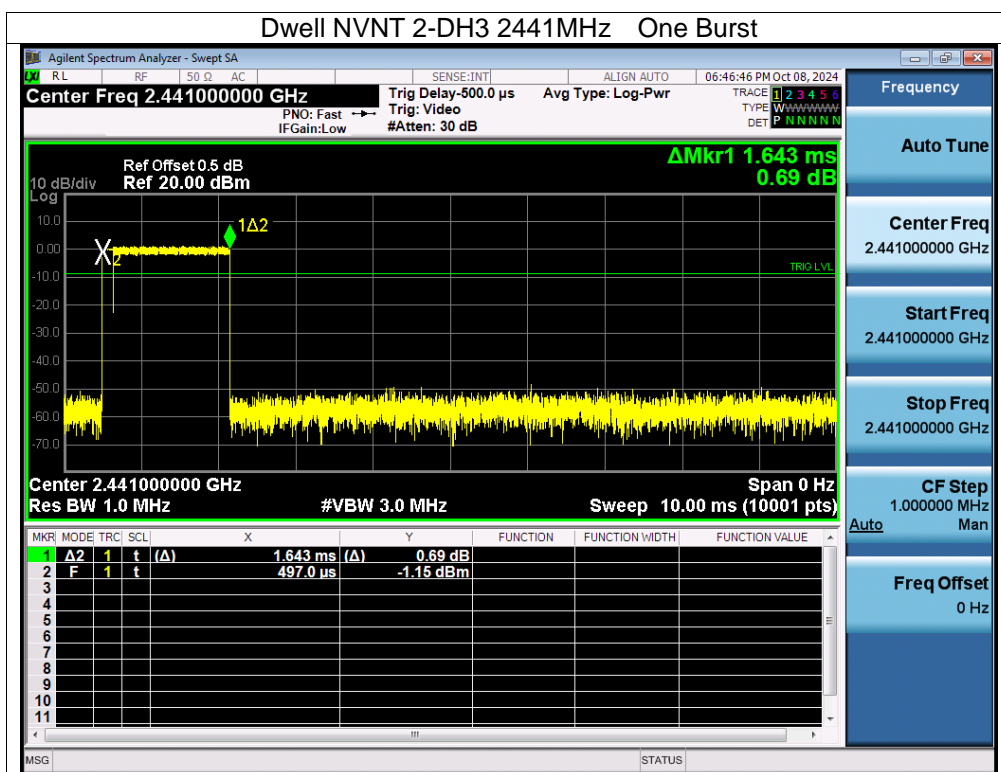 Dwell NVNT 2-DH3 2441MHz One Burst
Agilent Spectrum Analyzer - Swept SA
LXI RL RF 50 Ω AC SENSE:INT ALIGN AUTO 06:46:46 PM Oct 08, 2024
Center Freq 2.441000000 GHz Trig Delay-500.0 µs Avg Type: Log-Pwr TRACE 1 2 3 4 5 6
PNO: Fast Trig: Video TYPE WWWWWW
IFGain:Low #Atten: 30 dB DET P N N N N N
Frequency
Auto Tune
Center Freq
2.441000000 GHz
Start Freq
2.441000000 GHz
Stop Freq
2.441000000 GHz
CF Step
1.000000 MHz
Auto Man
Freq Offset
0 Hz
ΔMkr1 1.643 ms
0.69 dB
Ref Offset 0.5 dB
10 dB/div Ref 20.00 dBm
Log
10.0
0.00
-10.0
-20.0
-30.0
-40.0
-50.0
-60.0
-70.0
1Δ2
2
TRIG LVL
Center 2.441000000 GHz Span 0 Hz
Res BW 1.0 MHz #VBW 3.0 MHz Sweep 10.00 ms (10001 pts)
MKR MODE TRC SCL X Y FUNCTION FUNCTION WIDTH FUNCTION VALUE
1 Δ2 1 t (Δ) 1.643 ms (Δ) 0.69 dB
2 F 1 t 497.0 µs -1.15 dBm
3
4
5
6
7
8
9
10
11
MSG STATUS